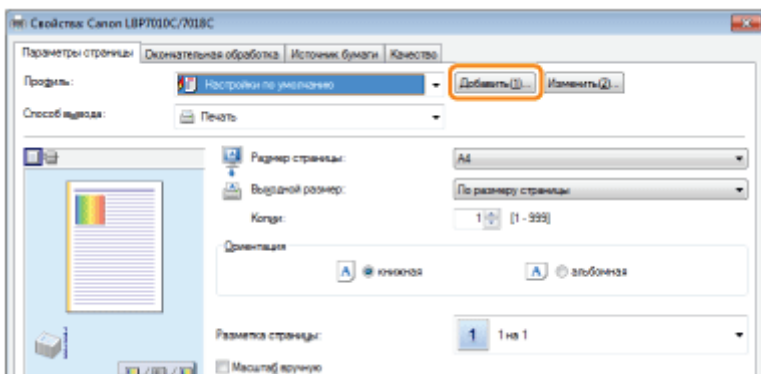 Свойства: Canon LBP7010C/7018C
Параметры страницы Окончательная обработка Источник бумаги Качество
Профиль: Настройки по умолчанию Добавить(1)... Изменить(2)...
Способ вывода: Печать
Размер страницы: A4
Выходной размер: По размеру страницы
Копии: 1 [1 - 999]
Ориентация
A книжная A альбомная
Разметка страницы: 1 1 на 1
Масштаб вручную